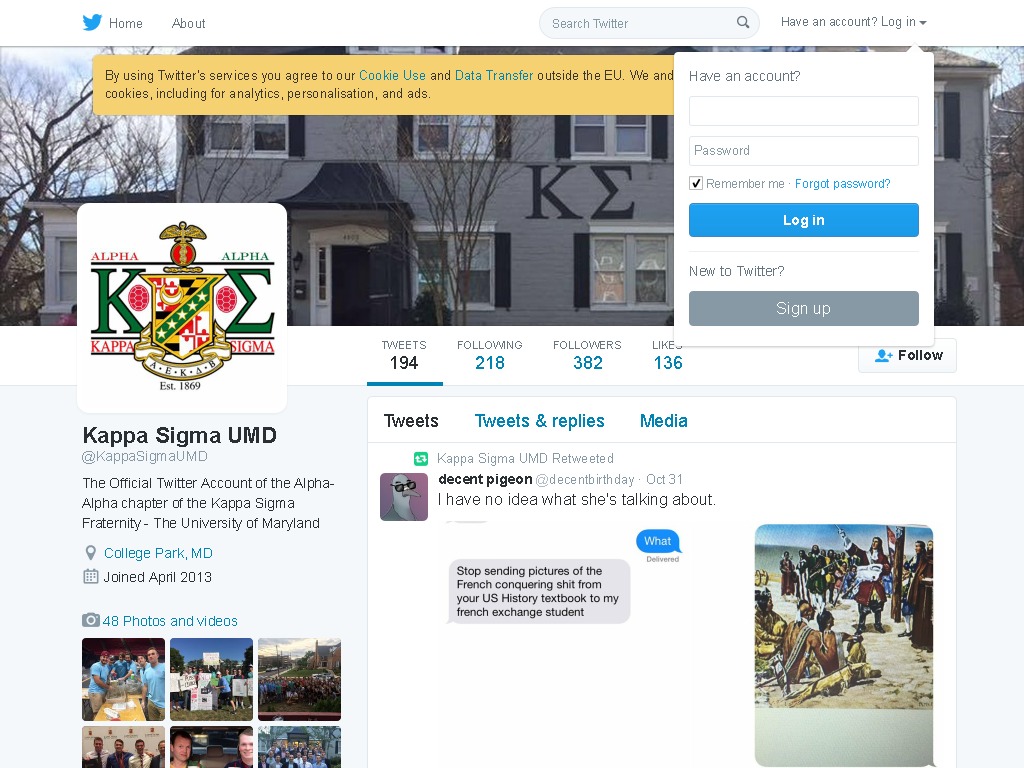 Home
About
Search Twitter
Have an account? Log in
By using Twitter's services you agree to our Cookie Use and Data Transfer outside the EU. We and
cookies, including for analytics, personalisation, and ads.
Have an account?
Password
Remember me · Forgot password?
Log in
New to Twitter?
Sign up
ΚΣ
ALPHA ALPHA
ΚΣ
KAPPA SIGMA
Α-Ε-Κ-Δ-Β
Est. 1869
TWEETS
194
FOLLOWING
218
FOLLOWERS
382
LIKES
136
Follow
Kappa Sigma UMD
@KappaSigmaUMD
The Official Twitter Account of the Alpha-
Alpha chapter of the Kappa Sigma
Fraternity - The University of Maryland
College Park, MD
Joined April 2013
48 Photos and videos
Tweets
Tweets & replies
Media
Kappa Sigma UMD Retweeted
decent pigeon @decentbirthday · Oct 31
I have no idea what she's talking about.
What
Delivered
Stop sending pictures of the
French conquering shit from
your US History textbook to my
french exchange student